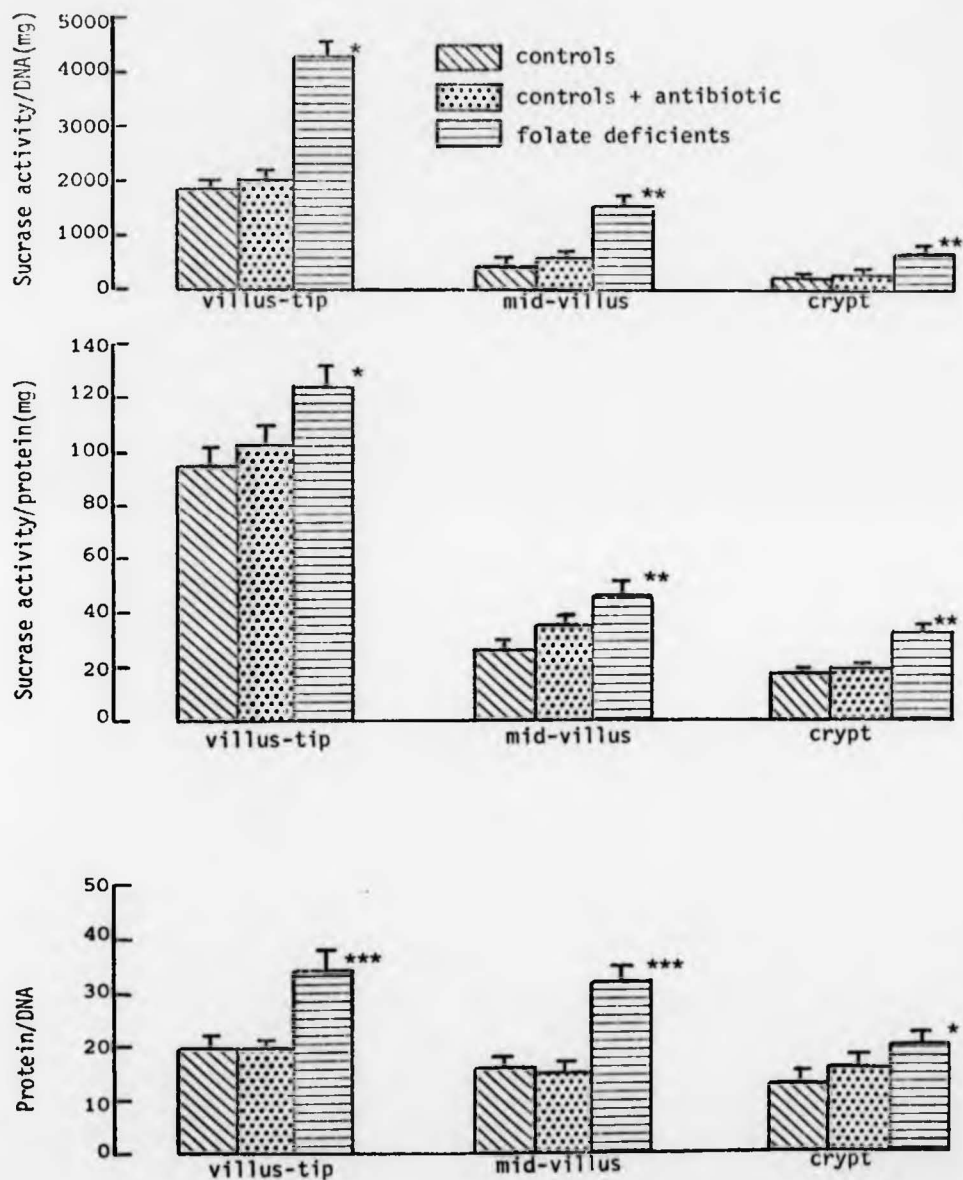 Sucrase activity/DNA(mg)
5000
4000
3000
2000
1000
0
controls
controls + antibiotic
folate deficients
*
**
**
villus-tip
mid-villus
crypt
Sucrase activity/protein(mg)
140
120
100
80
60
40
20
0
*
**
**
villus-tip
mid-villus
crypt
Protein/DNA
50
40
30
20
10
0
***
***
*
villus-tip
mid-villus
crypt